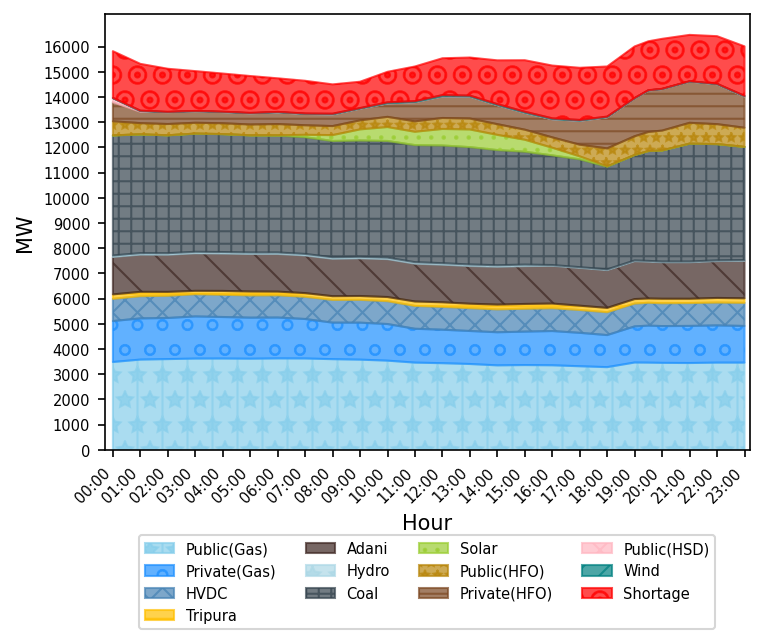 MW
16000
15000
14000
13000
12000
11000
10000
9000
8000
7000
6000
5000
4000
3000
2000
1000
0
00:00 01:00 02:00 03:00 04:00 05:00 06:00 07:00 08:00 09:00 10:00 11:00 12:00 13:00 14:00 15:00 16:00 17:00 18:00 19:00 20:00 21:00 22:00 23:00
Hour
Public(Gas) Adani Solar Public(HSD)
Private(Gas) Hydro Public(HFO) Wind
HVDC Coal Private(HFO) Shortage
Tripura